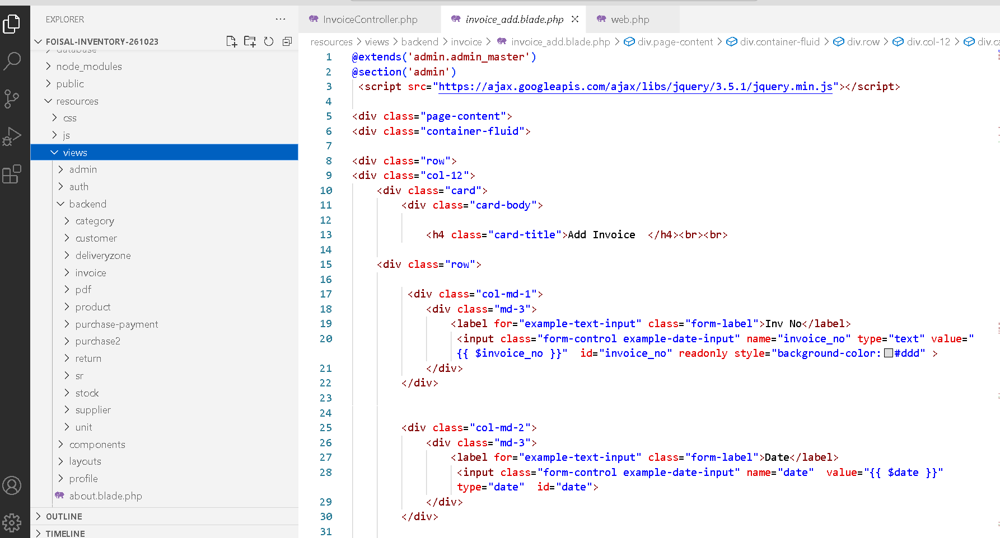 EXPLORER
FOISAL-INVENTORY-261023
database
node_modules
public
resources
css
js
views
admin
auth
backend
category
customer
deliveryzone
invoice
pdf
product
purchase-payment
purchase2
return
sr
stock
supplier
unit
components
layouts
profile
about.blade.php
OUTLINE
TIMELINE
InvoiceController.php
invoice_add.blade.php
web.php
resources > views > backend > invoice > invoice_add.blade.php > div.page-content > div.container-fluid > div.row > div.col-12 > div.ca
1 @extends('admin.admin_master')
2 @section('admin')
3 <script src="https://ajax.googleapis.com/ajax/libs/jquery/3.5.1/jquery.min.js"></script>
4
5 <div class="page-content">
6 <div class="container-fluid">
7
8 <div class="row">
9 <div class="col-12">
10 <div class="card">
11 <div class="card-body">
12
13 <h4 class="card-title">Add Invoice  </h4><br><br>
14
15 <div class="row">
16
17 <div class="col-md-1">
18 <div class="md-3">
19 <label for="example-text-input" class="form-label">Inv No</label>
20 <input class="form-control example-date-input" name="invoice_no" type="text" value="
{{ $invoice_no }}"  id="invoice_no" readonly style="background-color:#ddd" >
21 </div>
22 </div>
23
24
25 <div class="col-md-2">
26 <div class="md-3">
27 <label for="example-text-input" class="form-label">Date</label>
28 <input class="form-control example-date-input" name="date"  value="{{ $date }}"
type="date"  id="date">
29 </div>
30 </div>
31